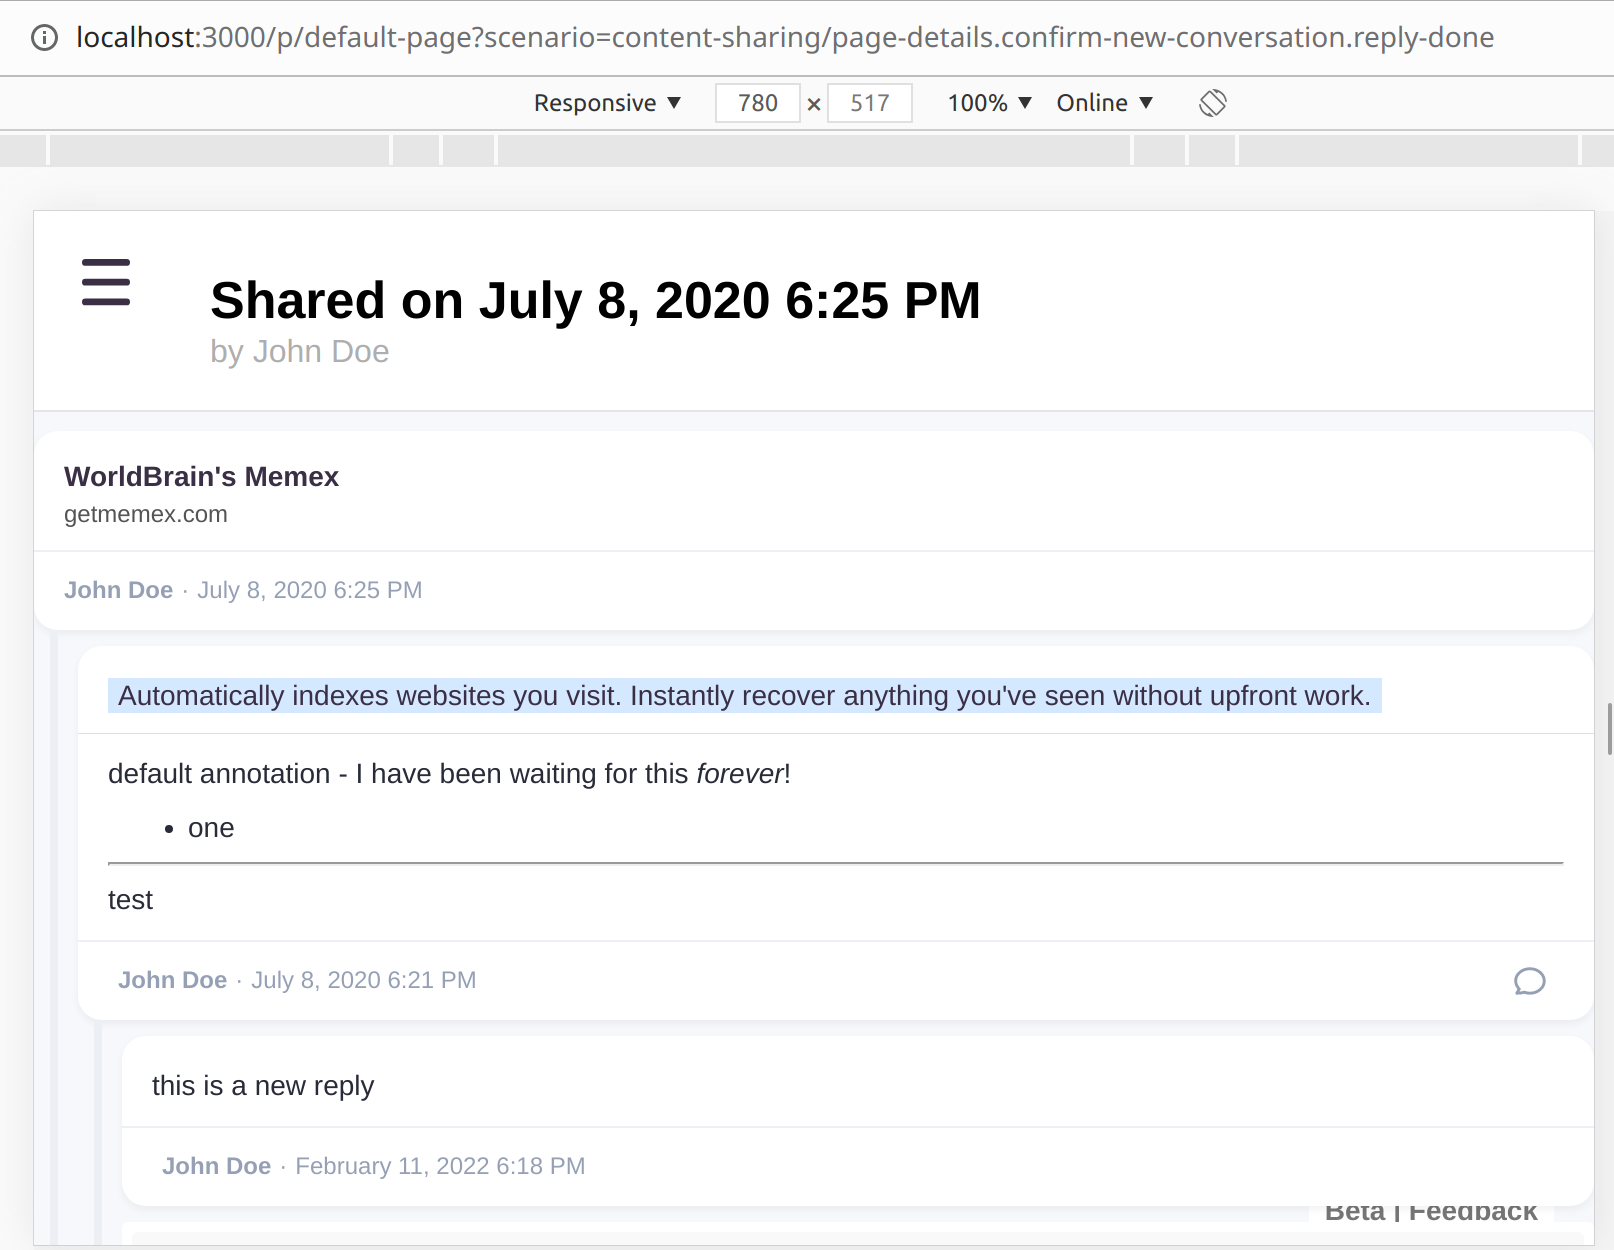 localhost:3000/p/default-page?scenario=content-sharing/page-details.confirm-new-conversation.reply-done
Responsive ▼ 780 × 517 100% ▼ Online ▼
Shared on July 8, 2020 6:25 PM
by John Doe
WorldBrain's Memex
getmemex.com
John Doe · July 8, 2020 6:25 PM
Automatically indexes websites you visit. Instantly recover anything you've seen without upfront work.
default annotation - I have been waiting for this forever!
• one
test
John Doe · July 8, 2020 6:21 PM
this is a new reply
John Doe · February 11, 2022 6:18 PM
Beta | Feedback